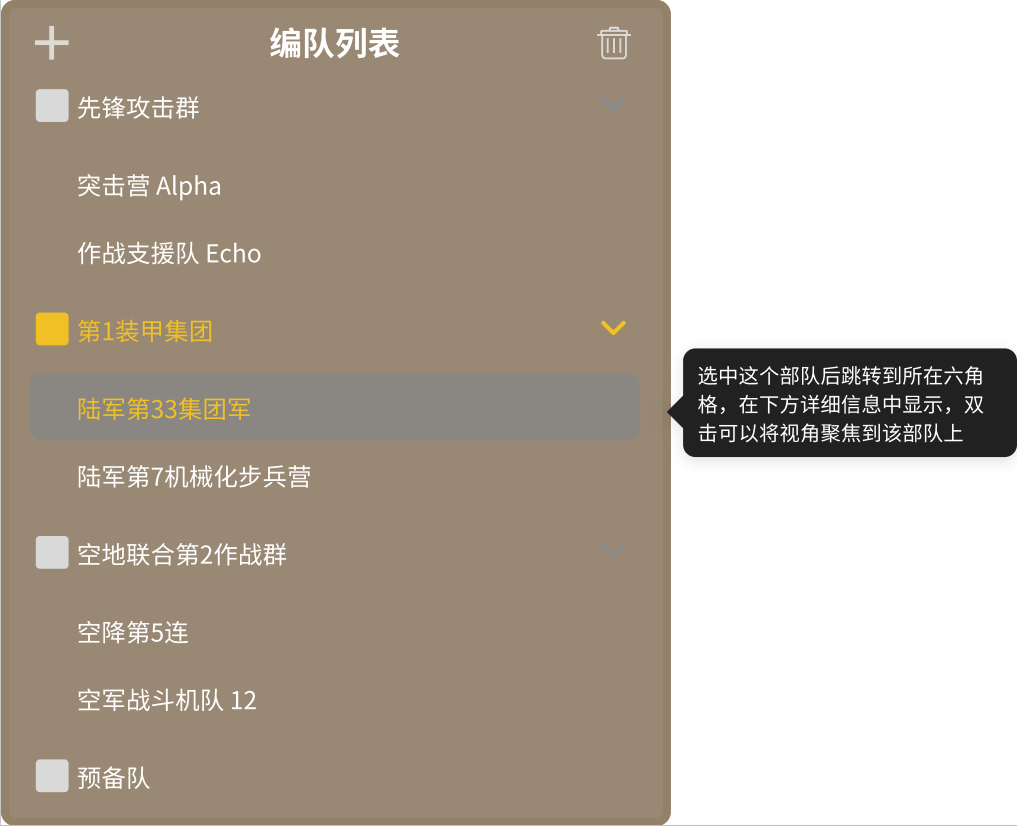 编队列表
先锋攻击群
突击营 Alpha
作战支援队 Echo
第1装甲集团
陆军第33集团军
选中这个部队后跳转到所在六角
格，在下方详细信息中显示，双
击可以将视角聚焦到该部队上
陆军第7机械化步兵营
空地联合第2作战群
空降第5连
空军战斗机队 12
预备队